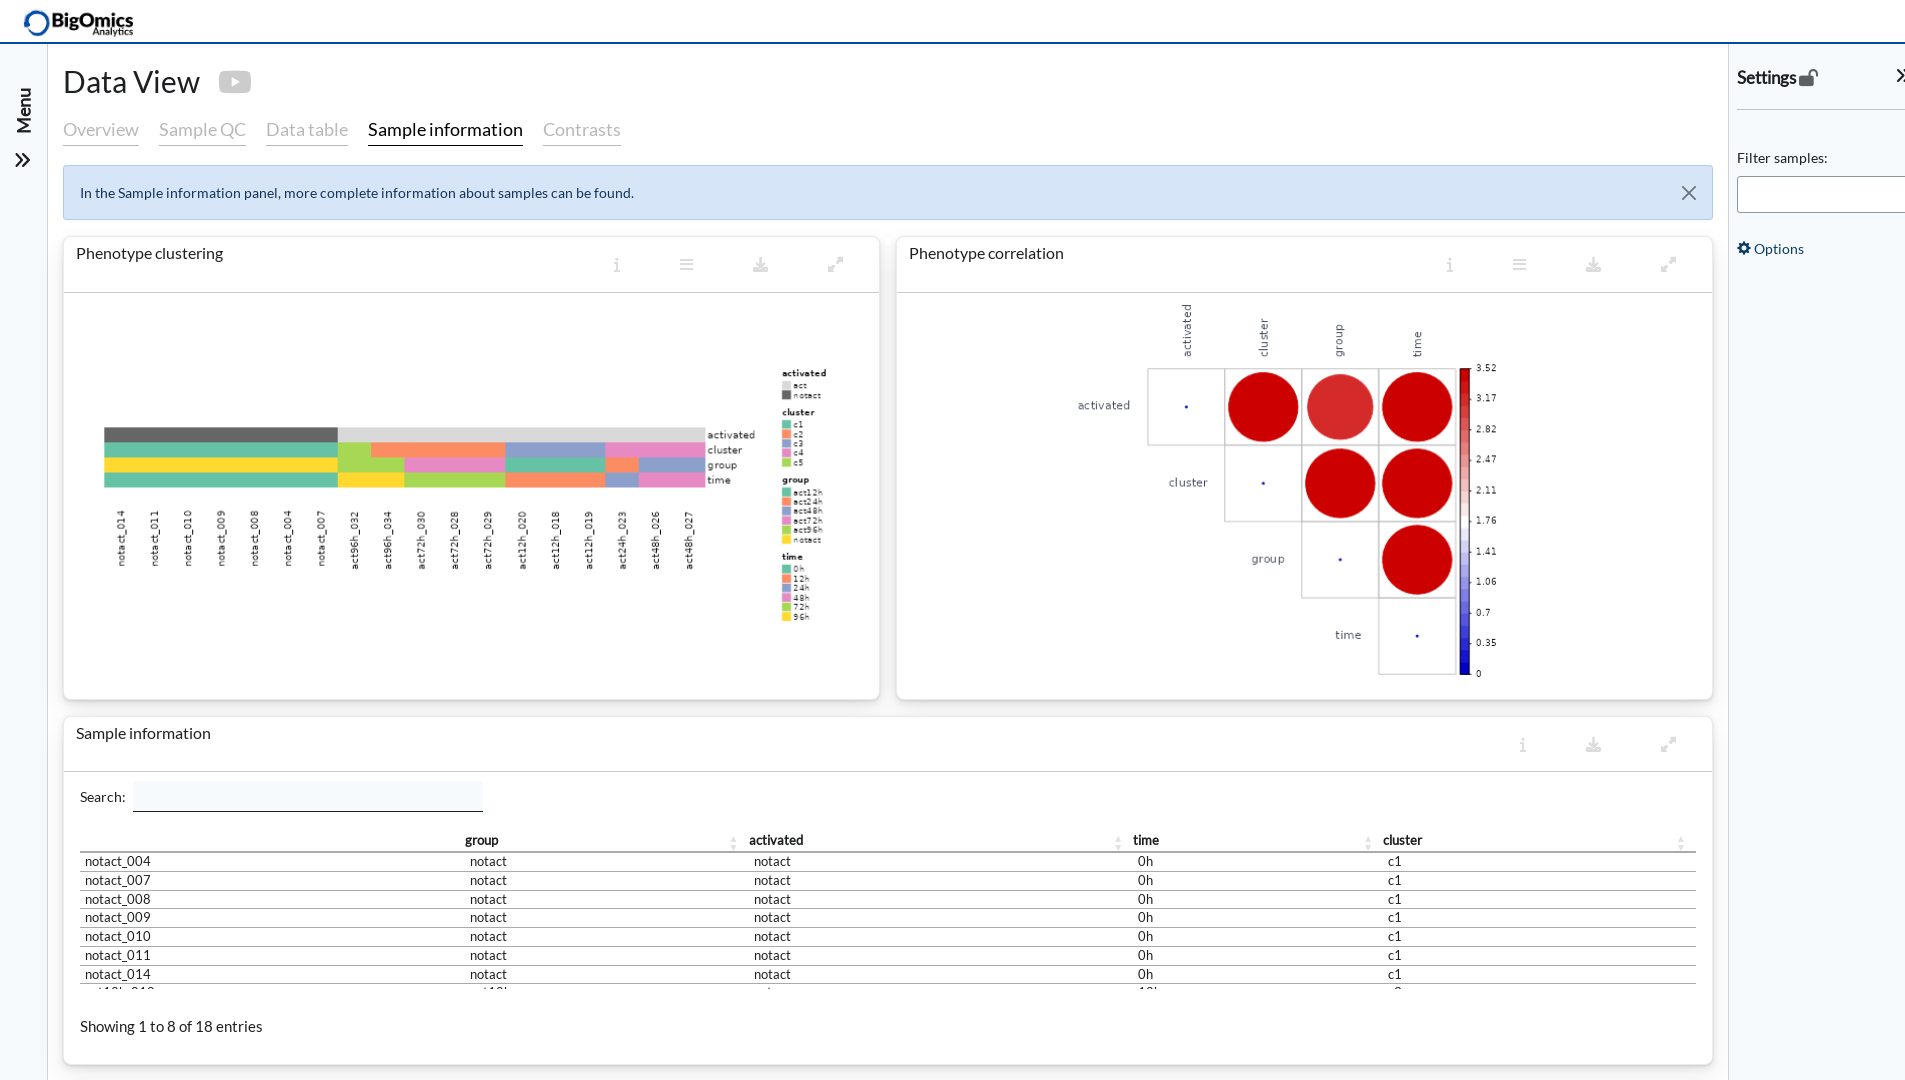 BigOmics
Analytics
Menu
Data View
Overview Sample QC Data table Sample information Contrasts
In the Sample information panel, more complete information about samples can be found.
Settings
Filter samples:
Options
Phenotype clustering
activated
cluster
group
time
notact_014 notact_011 notact_010 notact_009 notact_008 notact_004 notact_007 act96h_032 act96h_034 act72h_030 act72h_028 act72h_029 act12h_020 act12h_018 act12h_019 act24h_023 act48h_026 act48h_027
activated
act
notact
cluster
c1
c2
c3
c4
c5
group
act12h
act24h
act48h
act72h
act96h
notact
time
0h
12h
24h
48h
72h
96h
Phenotype correlation
activated cluster group time
activated
cluster
group
time
3.52
3.17
2.82
2.47
2.11
1.76
1.41
1.06
0.7
0.35
0
Sample information
Search:
group activated time cluster
notact_004 notact notact 0h c1
notact_007 notact notact 0h c1
notact_008 notact notact 0h c1
notact_009 notact notact 0h c1
notact_010 notact notact 0h c1
notact_011 notact notact 0h c1
notact_014 notact notact 0h c1
Showing 1 to 8 of 18 entries